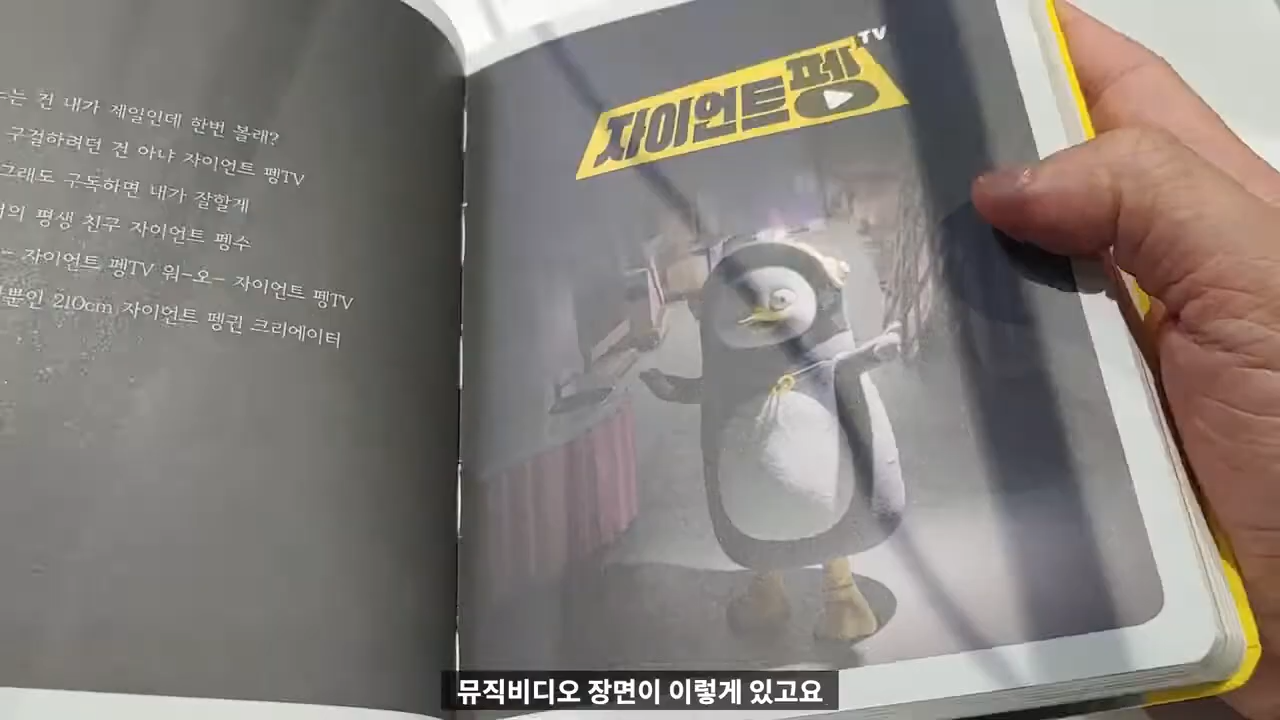 는 건 내가 제일인데 한번 볼래?
구걸하려던 건 아냐 자이언트 펭TV
그래도 구독하면 내가 잘할게
의 평생 친구 자이언트 펭수
자이언트 펭TV 워-오- 자이언트 펭TV
뿐인 210cm 자이언트 펭귄 크리에이터
자이언트펭TV
뮤직비디오 장면이 이렇게 있고요